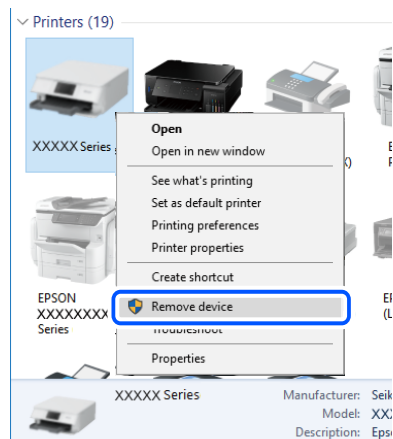 Printers (19)
XXXXX Series
Open
Open in new window
See what's printing
Set as default printer
Printing preferences
Printer properties
Create shortcut
Remove device
Troubleshoot
Properties
EPSON
XXXXXXXX
Series
XXXXX Series
Manufacturer:
Model:
Description: